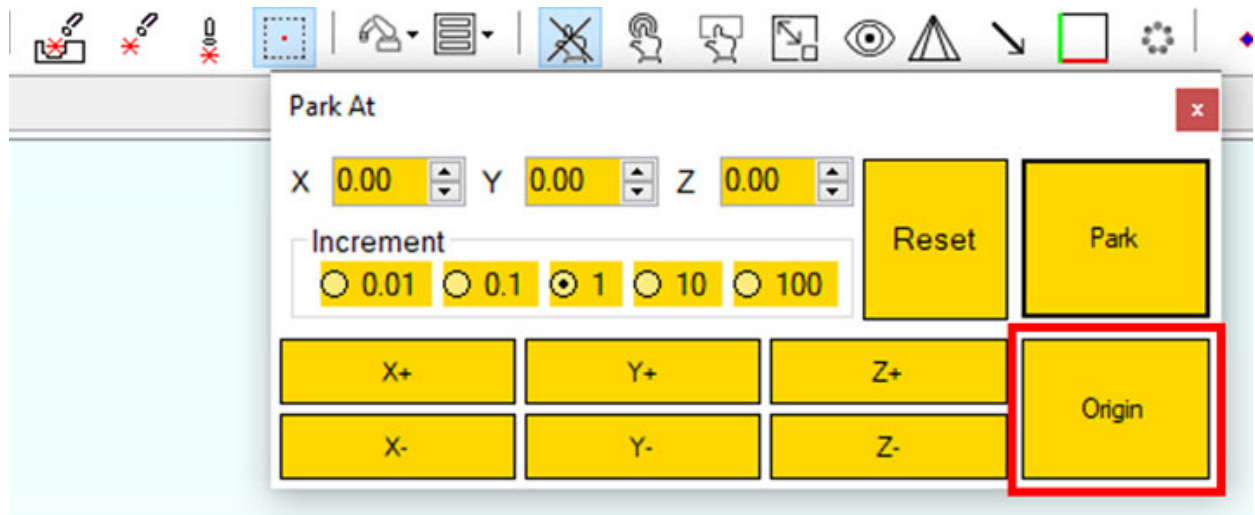 Park At
x
X 0.00 Y 0.00 Z 0.00
Reset
Park
Increment
0.01 0.1 1 10 100
X+ Y+ Z+
Origin
X- Y- Z-